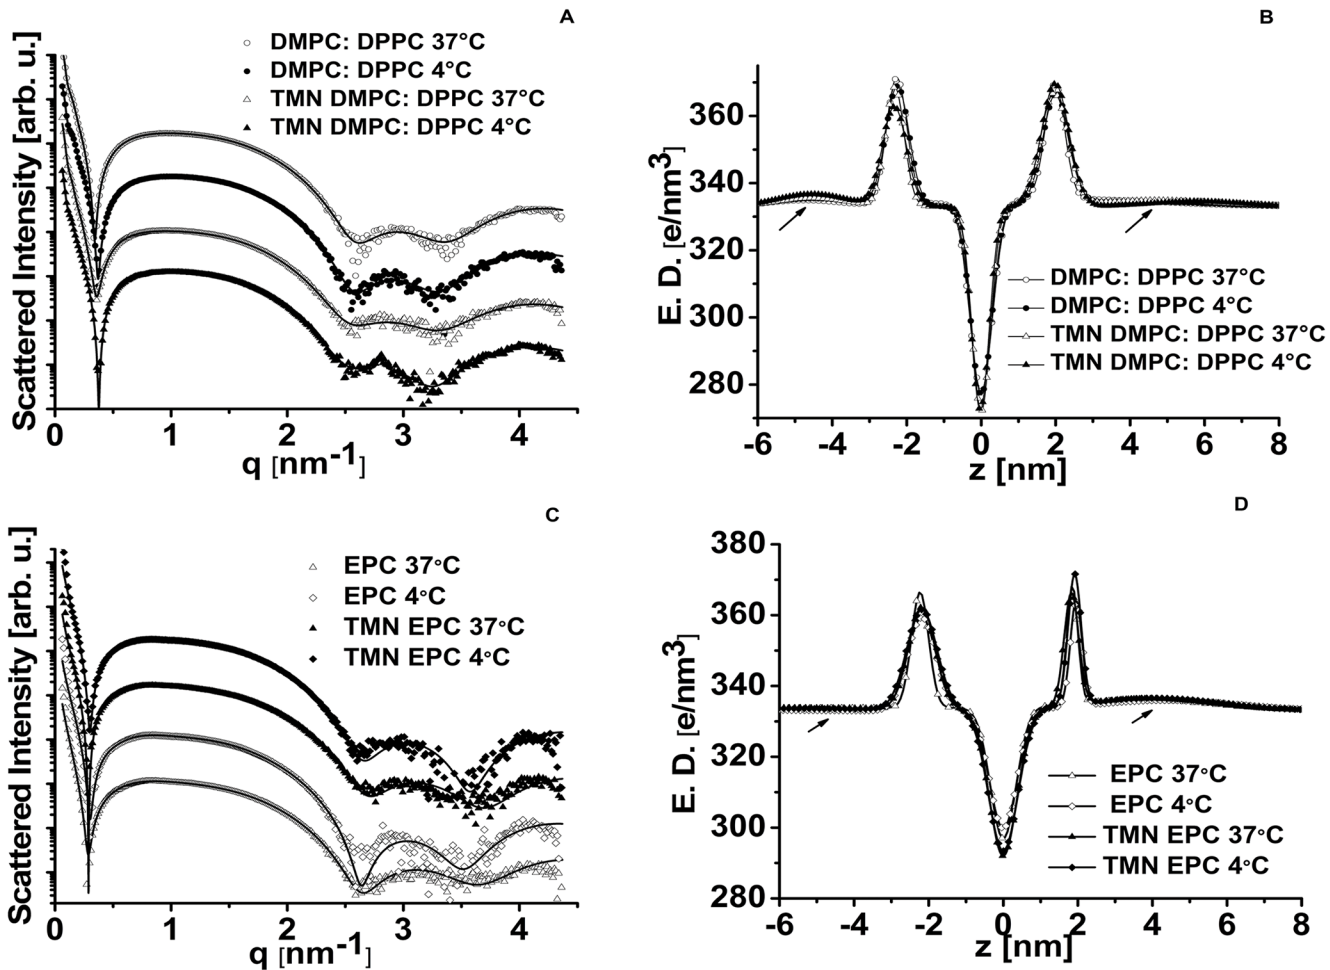 A
DMPC: DPPC 37°C
DMPC: DPPC 4°C
TMN DMPC: DPPC 37°C
TMN DMPC: DPPC 4°C
Scattered Intensity [arb. u.]
0 1 2 3 4
q [nm-1]
B
360
340
320
300
280
E. D. [e/nm3]
DMPC: DPPC 37°C
DMPC: DPPC 4°C
TMN DMPC: DPPC 37°C
TMN DMPC: DPPC 4°C
-6 -4 -2 0 2 4 6 8
z [nm]
C
EPC 37°C
EPC 4°C
TMN EPC 37°C
TMN EPC 4°C
Scattered Intensity [arb. u.]
0 1 2 3 4
q [nm-1]
D
380
360
340
320
300
280
E. D. [e/nm3]
EPC 37°C
EPC 4°C
TMN EPC 37°C
TMN EPC 4°C
-6 -4 -2 0 2 4 6 8
z [nm]